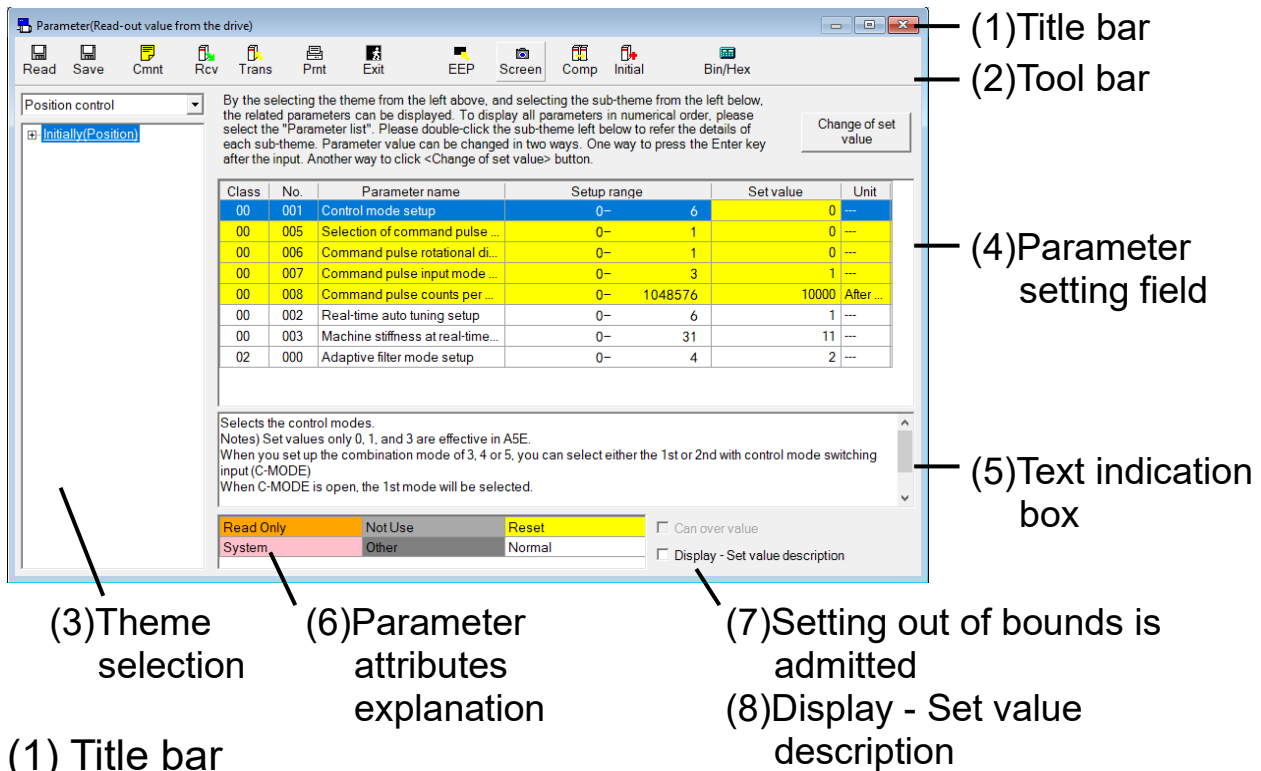 Parameter(Read-out value from the drive)
(1)Title bar
Read Save Cmnt Rcv Trans Prnt Exit EEP Screen Comp Initial Bin/Hex
(2)Tool bar
Position control
By the selecting the theme from the left above, and selecting the sub-theme from the left below,
the related parameters can be displayed. To display all parameters in numerical order, please
select the "Parameter list". Please double-click the sub-theme left below to refer the details of
each sub-theme. Parameter value can be changed in two ways. One way to press the Enter key
after the input. Another way to click <Change of set value> button.
Change of set
value
Initially(Position)
Class No. Parameter name Setup range Set value Unit
00 001 Control mode setup 0- 6 0 ---
00 005 Selection of command pulse ... 0- 1 0 ---
00 006 Command pulse rotational di... 0- 1 0 ---
00 007 Command pulse input mode ... 0- 3 1 ---
00 008 Command pulse counts per ... 0- 1048576 10000 After ...
00 002 Real-time auto tuning setup 0- 6 1 ---
00 003 Machine stiffness at real-time... 0- 31 11 ---
02 000 Adaptive filter mode setup 0- 4 2 ---
(4)Parameter
setting field
Selects the control modes.
Notes) Set values only 0, 1, and 3 are effective in A5E.
When you set up the combination mode of 3, 4 or 5, you can select either the 1st or 2nd with control mode switching
input (C-MODE)
When C-MODE is open, the 1st mode will be selected.
(5)Text indication
box
Read Only Not Use Reset
System Other Normal
Can over value
Display - Set value description
(3)Theme
selection
(6)Parameter
attributes
explanation
(7)Setting out of bounds is
admitted
(8)Display - Set value
description
(1) Title bar